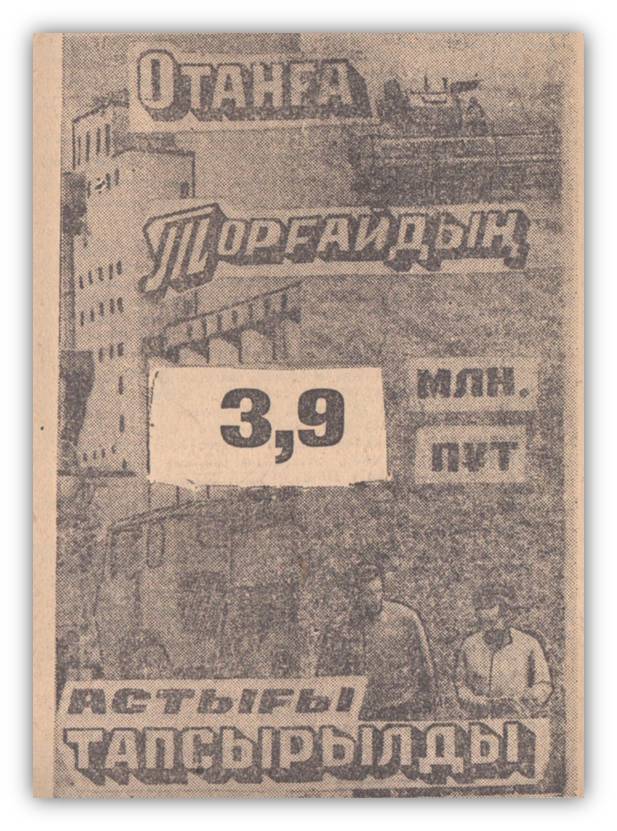 ОТАНҒА
ТОРҒАЙДЫҢ
3,9
МЛН.
ПҰТ
АСТЫҒЫ
ТАПСЫРЫЛДЫ